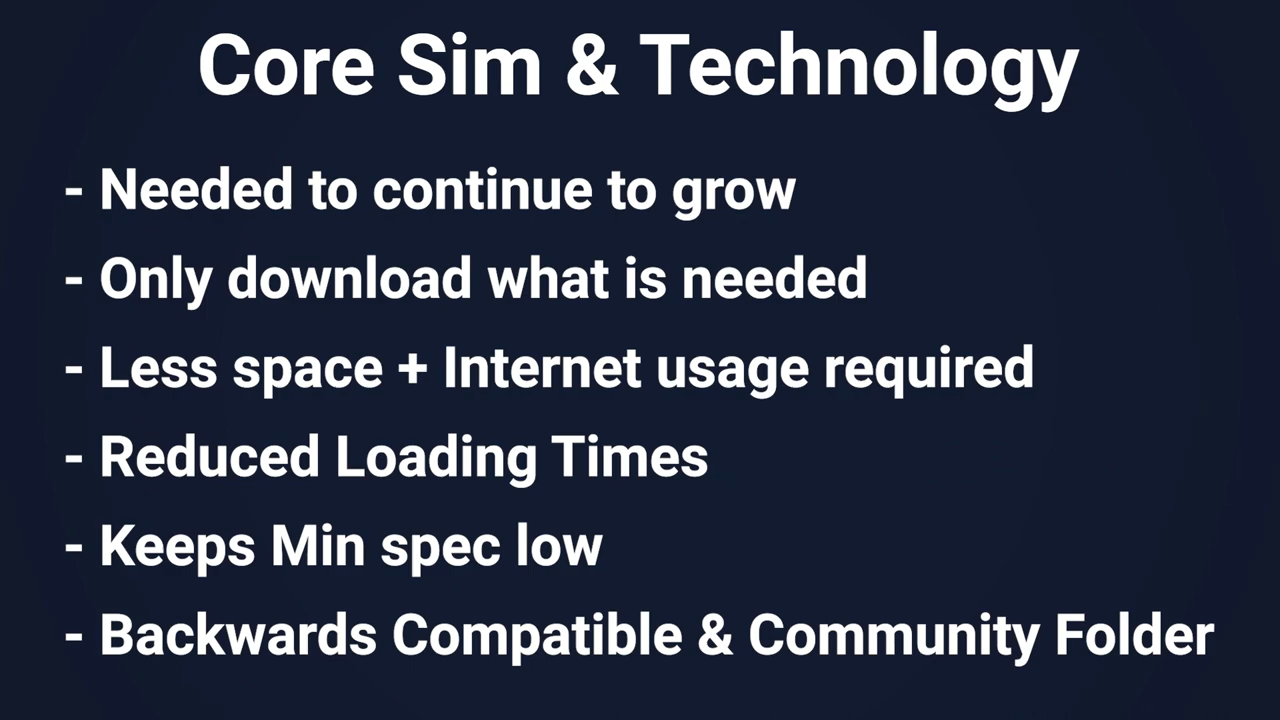 Core Sim & Technology
- Needed to continue to grow
- Only download what is needed
- Less space + Internet usage required
- Reduced Loading Times
- Keeps Min spec low
- Backwards Compatible & Community Folder